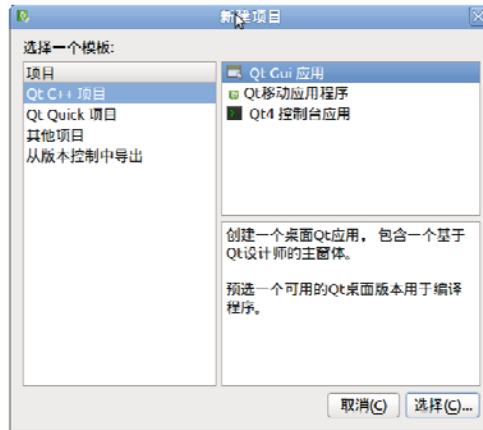 新建项目
选择一个模板:
项目
Qt C++ 项目
Qt Quick 项目
其他项目
从版本控制中导出
Qt Gui 应用
Qt移动应用程序
Qt4 控制台应用
创建一个桌面Qt应用，包含一个基于
Qt设计师的主窗体。
预选一个可用的Qt桌面版本用于编译
程序。
取消(C)
选择(C)...